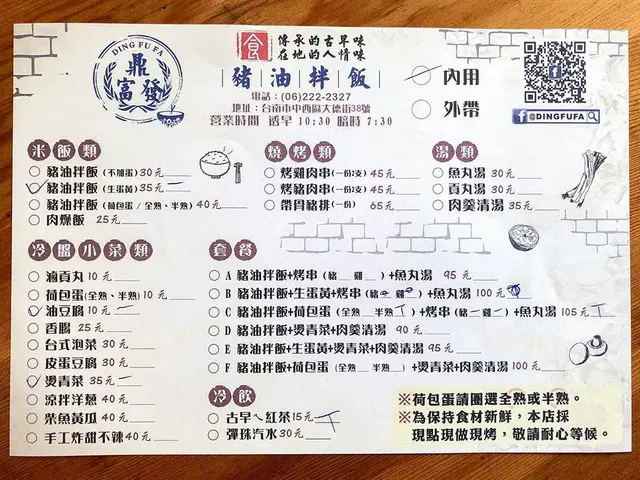 DING FU FA
鼎
富發
食
傳承的古早味
在地的人情味
豬油拌飯
電話：(06)222-2327
地址：台南市中西區大德街38號
營業時間 透早 10:30 暗時 7:30
內用
外帶
@DINGFUFA
米飯類
豬油拌飯 (不加蛋) 30元
豬油拌飯 (生蛋黃) 35元 一
豬油拌飯 (荷包蛋 / 全熟、半熟) 40元
肉燥飯 25元
燒烤類
烤雞肉串(一份2支) 45元
烤豬肉串(一份2支) 45元
帶骨豬排(一份) 65元
湯類
魚丸湯 30元
貢丸湯 30元
肉羹清湯 35元
冷盤小菜類
滷貢丸 10元
荷包蛋(全熟、半熟) 10元
油豆腐 10元 一
香腸 25元
台式泡菜 30元
皮蛋豆腐 30元
燙青菜 35元 一
涼拌洋蔥 40元
柴魚黃瓜 40元
手工炸甜不辣 40元
套餐
A 豬油拌飯+烤串 (豬 雞 ) +魚丸湯 95元
B 豬油拌飯+生蛋黃+烤串 (豬 雞 ) +魚丸湯 100元
C 豬油拌飯+荷包蛋 (全熟 半熟 ) +烤串 (豬一雞一) +魚丸湯 105元
D 豬油拌飯+燙青菜+肉羹清湯 90元
E 豬油拌飯+生蛋黃+燙青菜+肉羹清湯 95元
F 豬油拌飯+荷包蛋 (全熟 半熟 ) +燙青菜+肉羹清湯 100元
冷飲
古早ㄟ紅茶 15元
彈珠汽水 30元
※荷包蛋請圈選全熟或半熟。
※為保持食材新鮮，本店採
現點現做現烤，敬請耐心等候。